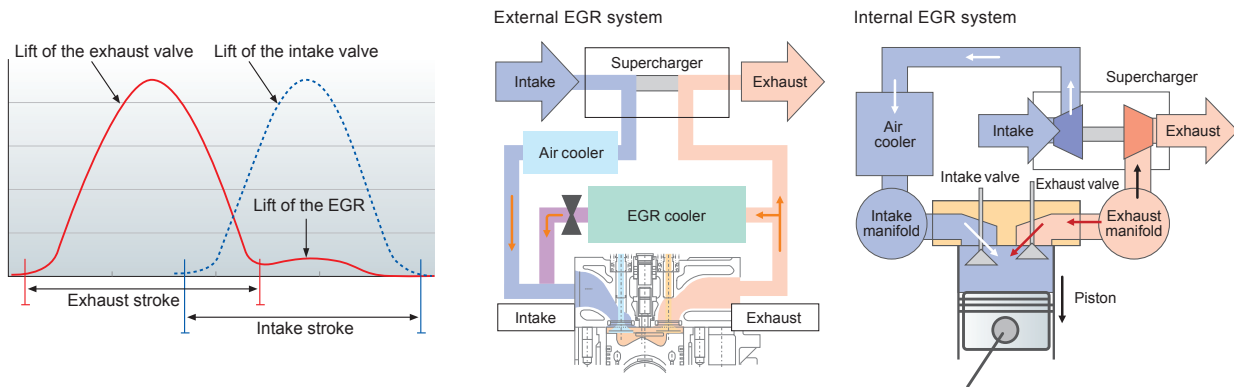 Lift of the exhaust valve
Lift of the intake valve
Lift of the EGR
Exhaust stroke
Intake stroke
External EGR system
Supercharger
Intake
Exhaust
Air cooler
EGR cooler
Intake
Exhaust
Internal EGR system
Supercharger
Air
cooler
Intake
Exhaust
Intake valve
Exhaust valve
Intake
manifold
Exhaust
manifold
Piston